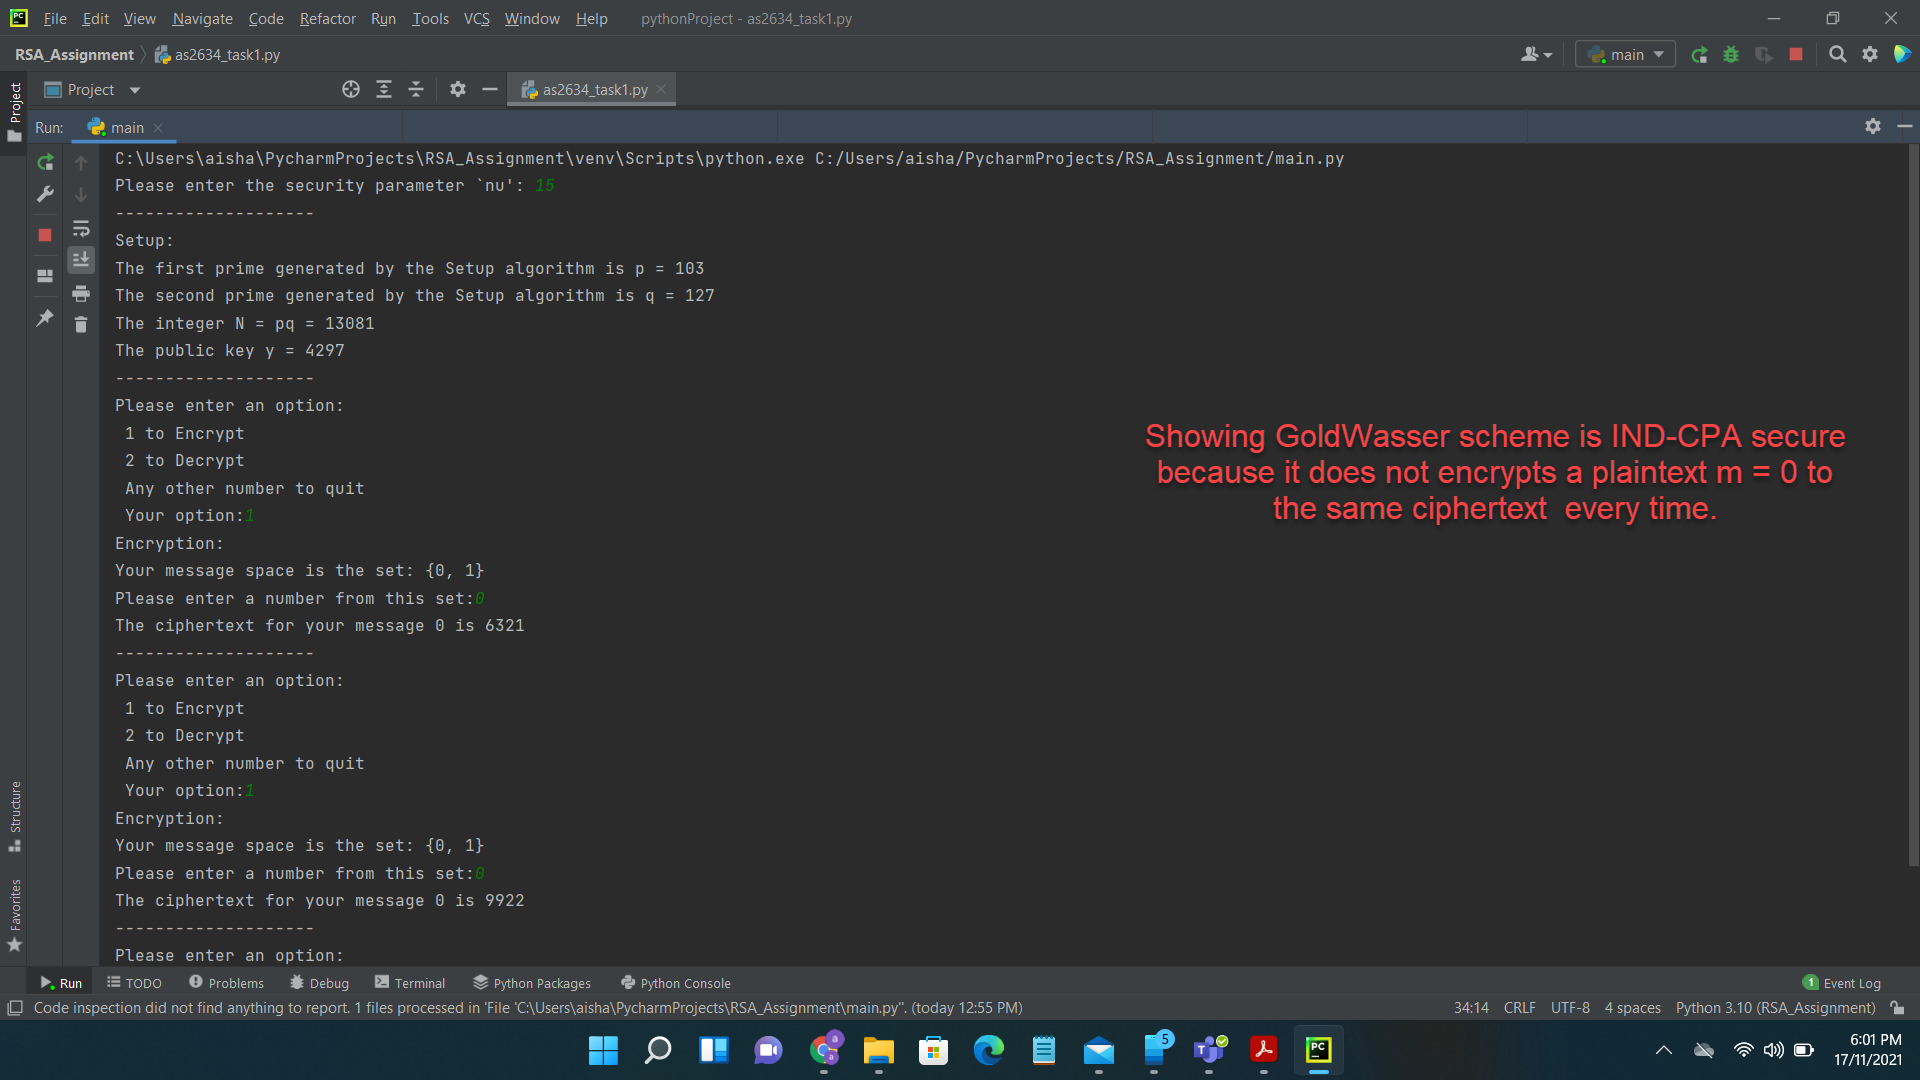 File Edit View Navigate Code Refactor Run Tools VCS Window Help pythonProject - as2634_task1.py
RSA_Assignment as2634_task1.py main
Project as2634_task1.py
Project
Run: main
C:\Users\aisha\PycharmProjects\RSA_Assignment\venv\Scripts\python.exe C:/Users/aisha/PycharmProjects/RSA_Assignment/main.py
Please enter the security parameter `nu': 15
--------------------
Setup:
The first prime generated by the Setup algorithm is p = 103
The second prime generated by the Setup algorithm is q = 127
The integer N = pq = 13081
The public key y = 4297
--------------------
Please enter an option:
1 to Encrypt
2 to Decrypt
Any other number to quit
Your option:1
Encryption:
Your message space is the set: {0, 1}
Please enter a number from this set:0
The ciphertext for your message 0 is 6321
--------------------
Please enter an option:
1 to Encrypt
2 to Decrypt
Any other number to quit
Your option:1
Encryption:
Your message space is the set: {0, 1}
Please enter a number from this set:0
The ciphertext for your message 0 is 9922
--------------------
Please enter an option:
Showing GoldWasser scheme is IND-CPA secure
because it does not encrypts a plaintext m = 0 to
the same ciphertext every time.
Structure
Favorites
Run TODO Problems Debug Terminal Python Packages Python Console 1 Event Log
Code inspection did not find anything to report. 1 files processed in 'File 'C:\Users\aisha\PycharmProjects\RSA_Assignment\main.py''. (today 12:55 PM) 34:14 CRLF UTF-8 4 spaces Python 3.10 (RSA_Assignment)
a
a
5
PC
6:01 PM
17/11/2021